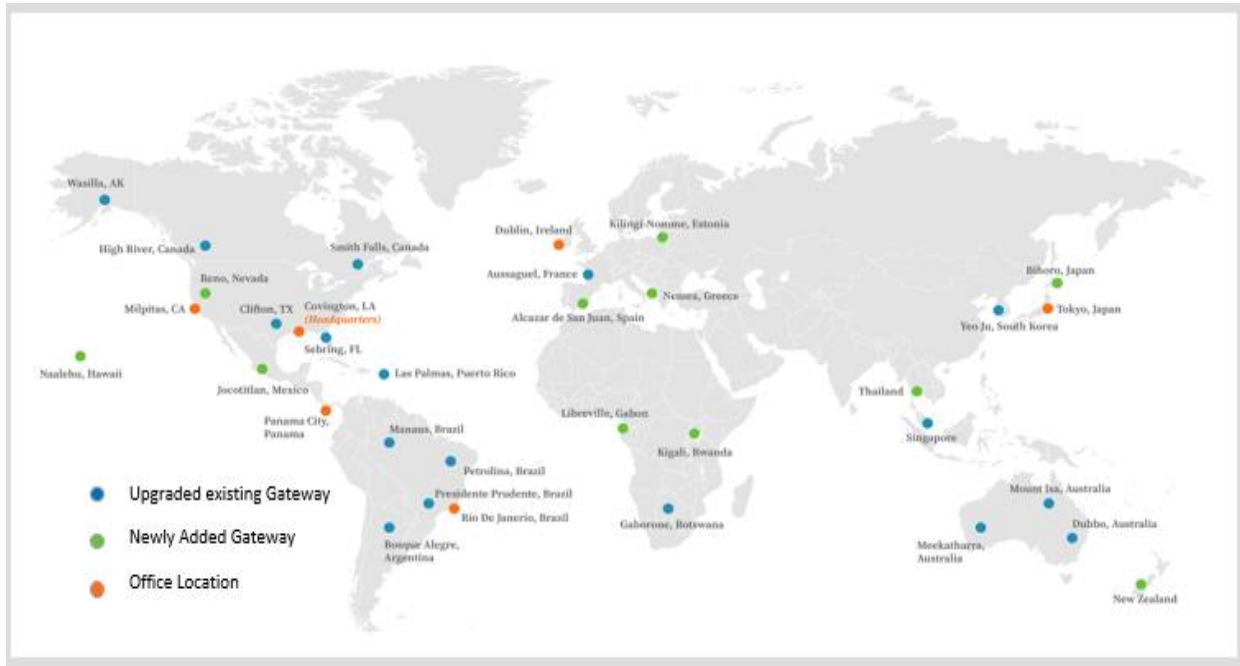 Wasilla, AK
High River, Canada
Smith Falls, Canada
Reno, Nevada
Milpitas, CA
Clifton, TX
Covington, LA
(Headquarters)
Sebring, FL
Naalehu, Hawaii
Jocotitlan, Mexico
Las Palmas, Puerto Rico
Panama City,
Panama
Manaus, Brazil
Petrolina, Brazil
Presidente Prudente, Brazil
Rio De Janerio, Brazil
Bosque Alegre,
Argentina
Dublin, Ireland
Kilingi-Nomme, Estonia
Aussaguel, France
Nemea, Greece
Alcazar de San Juan, Spain
Libreville, Gabon
Kigali, Rwanda
Gaborone, Botswana
Bihoro, Japan
Tokyo, Japan
Yeo Ju, South Korea
Thailand
Singapore
Mount Isa, Australia
Dubbo, Australia
Meekatharra,
Australia
New Zealand
Upgraded existing Gateway
Newly Added Gateway
Office Location